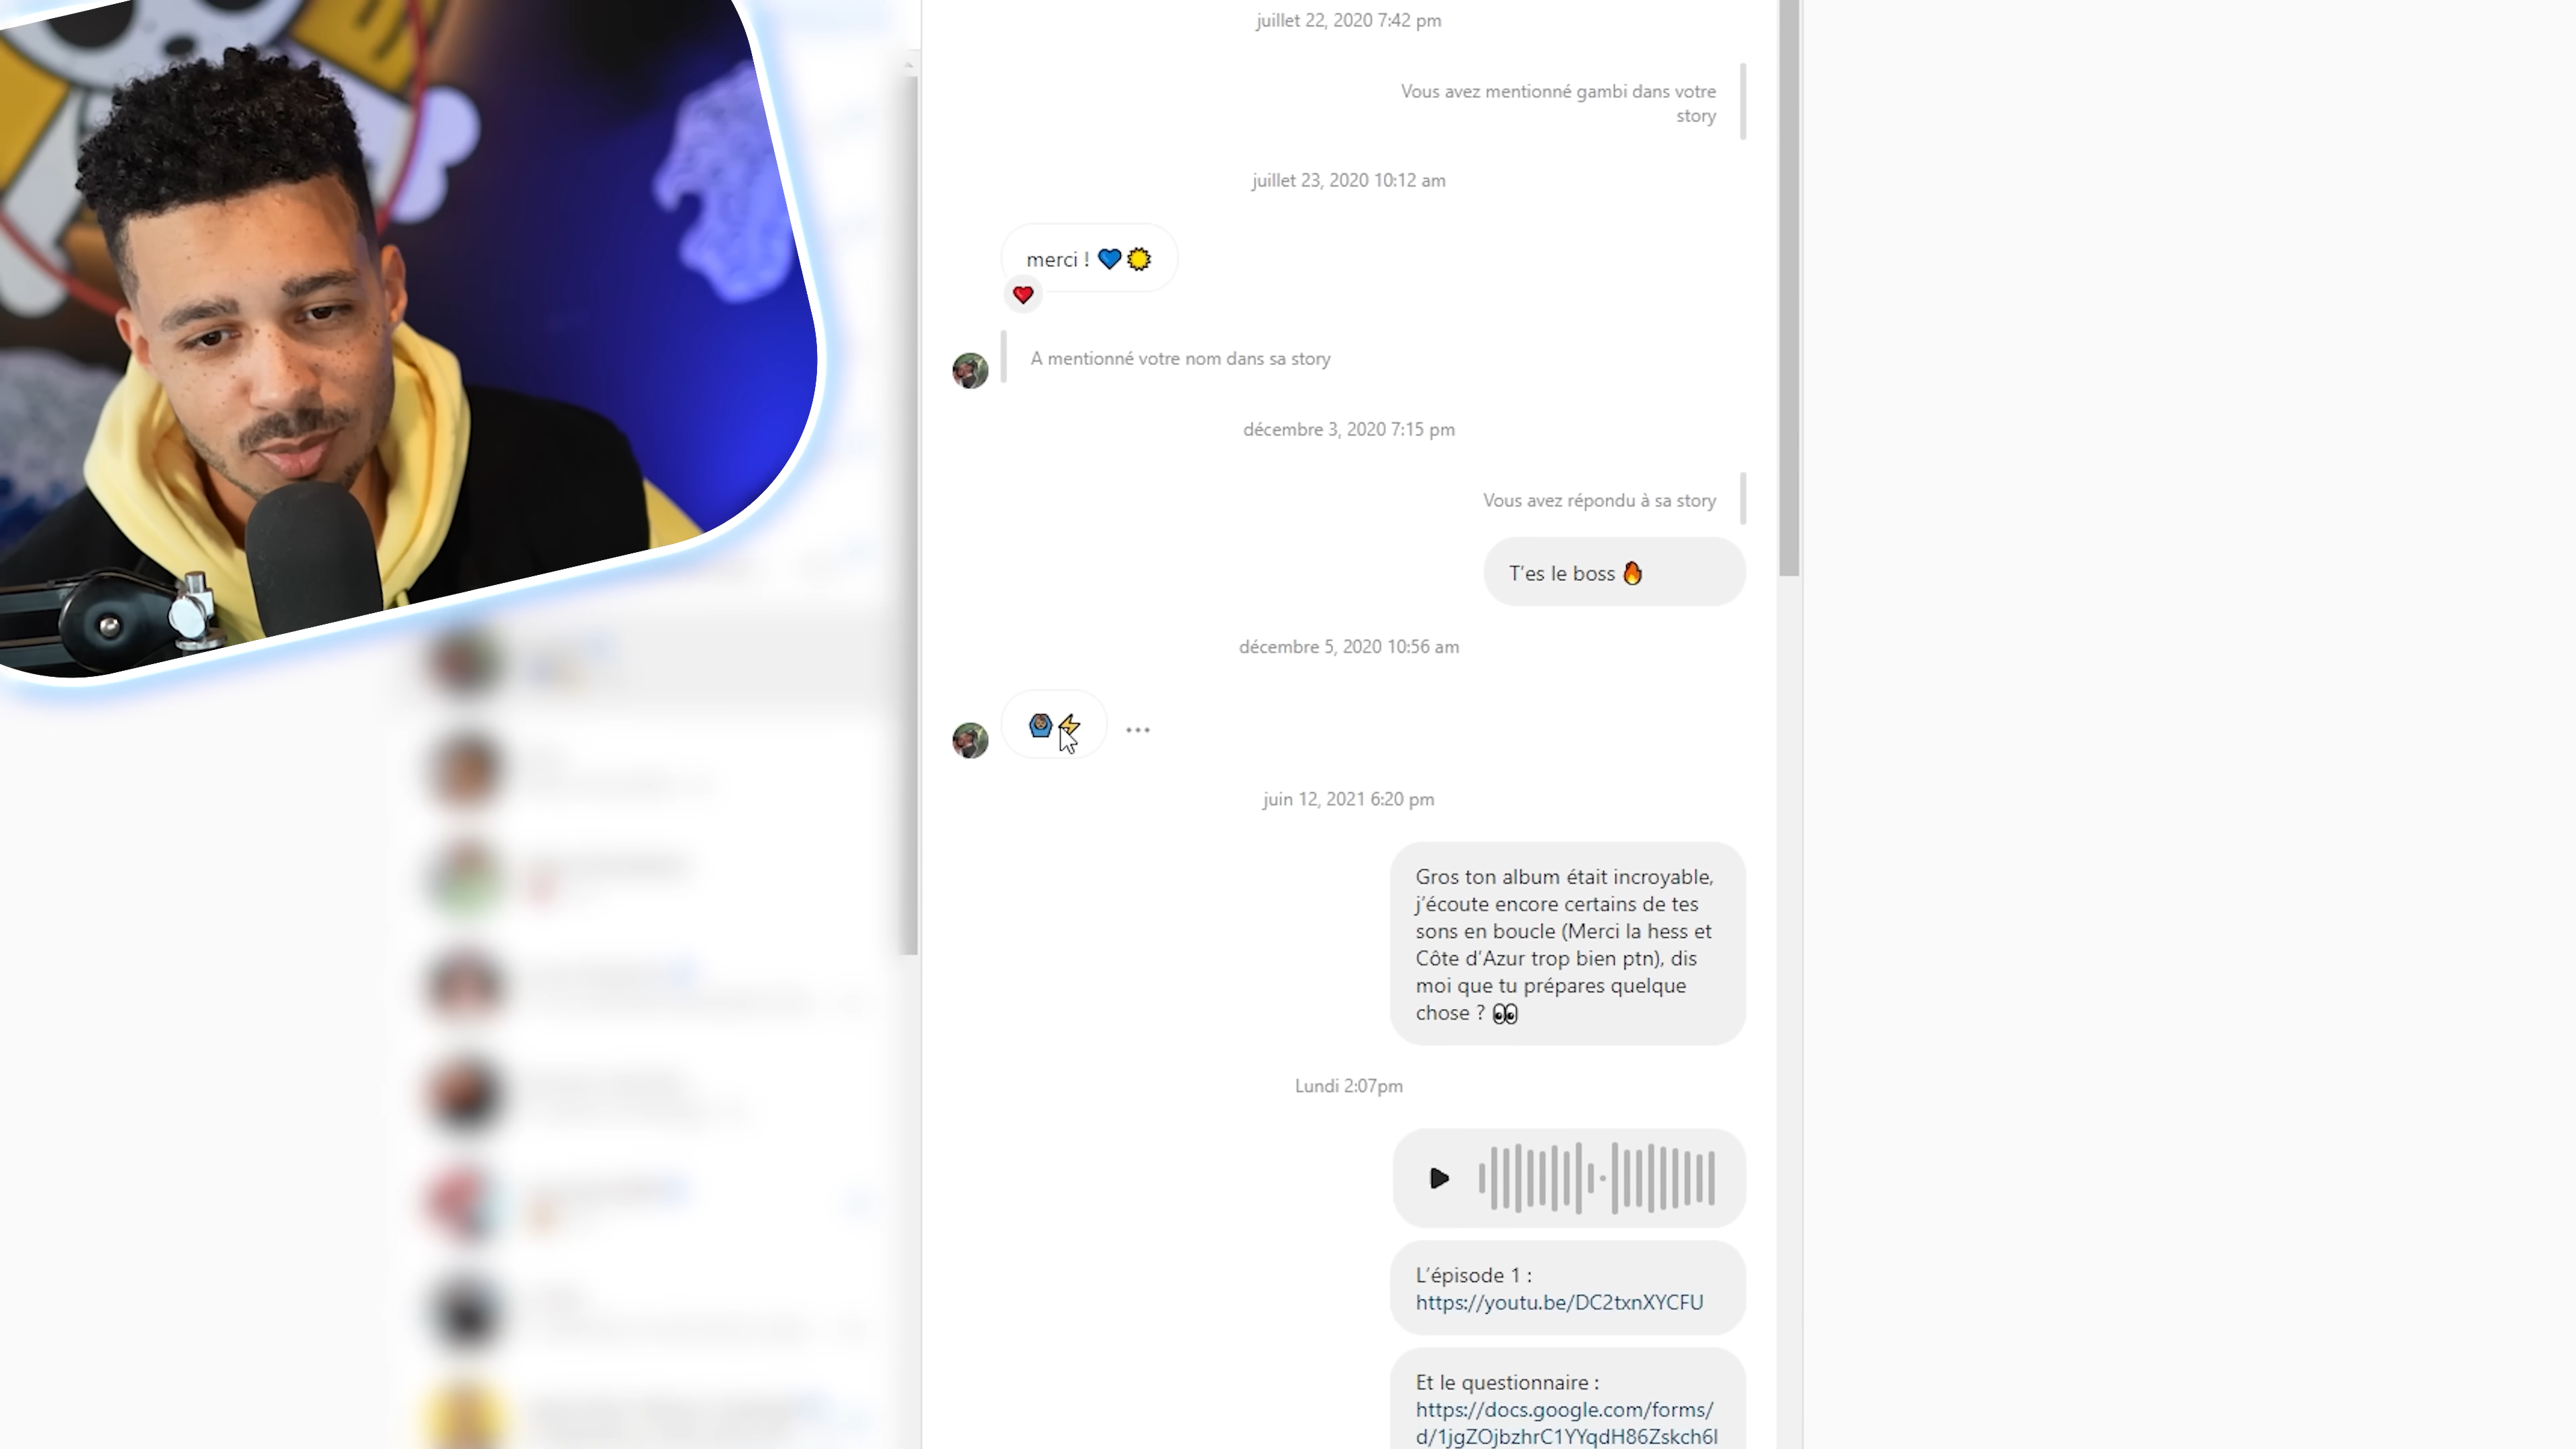 juillet 22, 2020 7:42 pm
Vous avez mentionné gambi dans votre
story
juillet 23, 2020 10:12 am
merci ! 💙
A mentionné votre nom dans sa story
décembre 3, 2020 7:15 pm
Vous avez répondu à sa story
T'es le boss 🔥
décembre 5, 2020 10:56 am
juin 12, 2021 6:20 pm
Gros ton album était incroyable,
j'écoute encore certains de tes
sons en boucle (Merci la hess et
Côte d'Azur trop bien ptn), dis
moi que tu prépares quelque
chose ? 👀
Lundi 2:07pm
L'épisode 1 :
https://youtu.be/DC2txnXYCFU
Et le questionnaire :
https://docs.google.com/forms/
d/1jgZOjbzhrC1YYqdH86Zskch6l